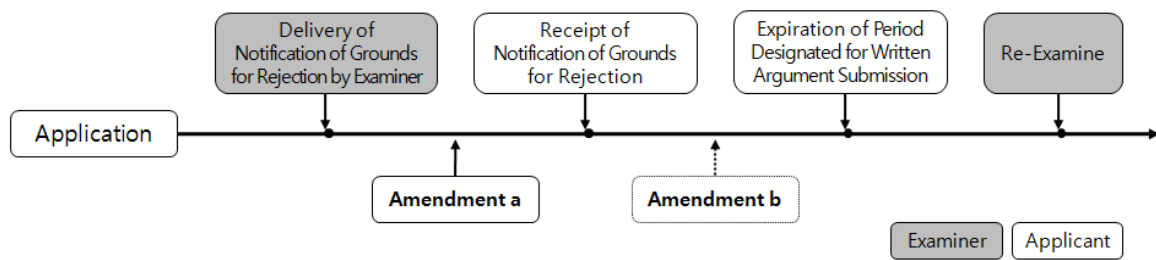 Delivery of
Notification of Grounds
for Rejection by Examiner
Receipt of
Notification of Grounds
for Rejection
Expiration of Period
Designated for Written
Argument Submission
Re-Examine
Application
Amendment a
Amendment b
Examiner
Applicant